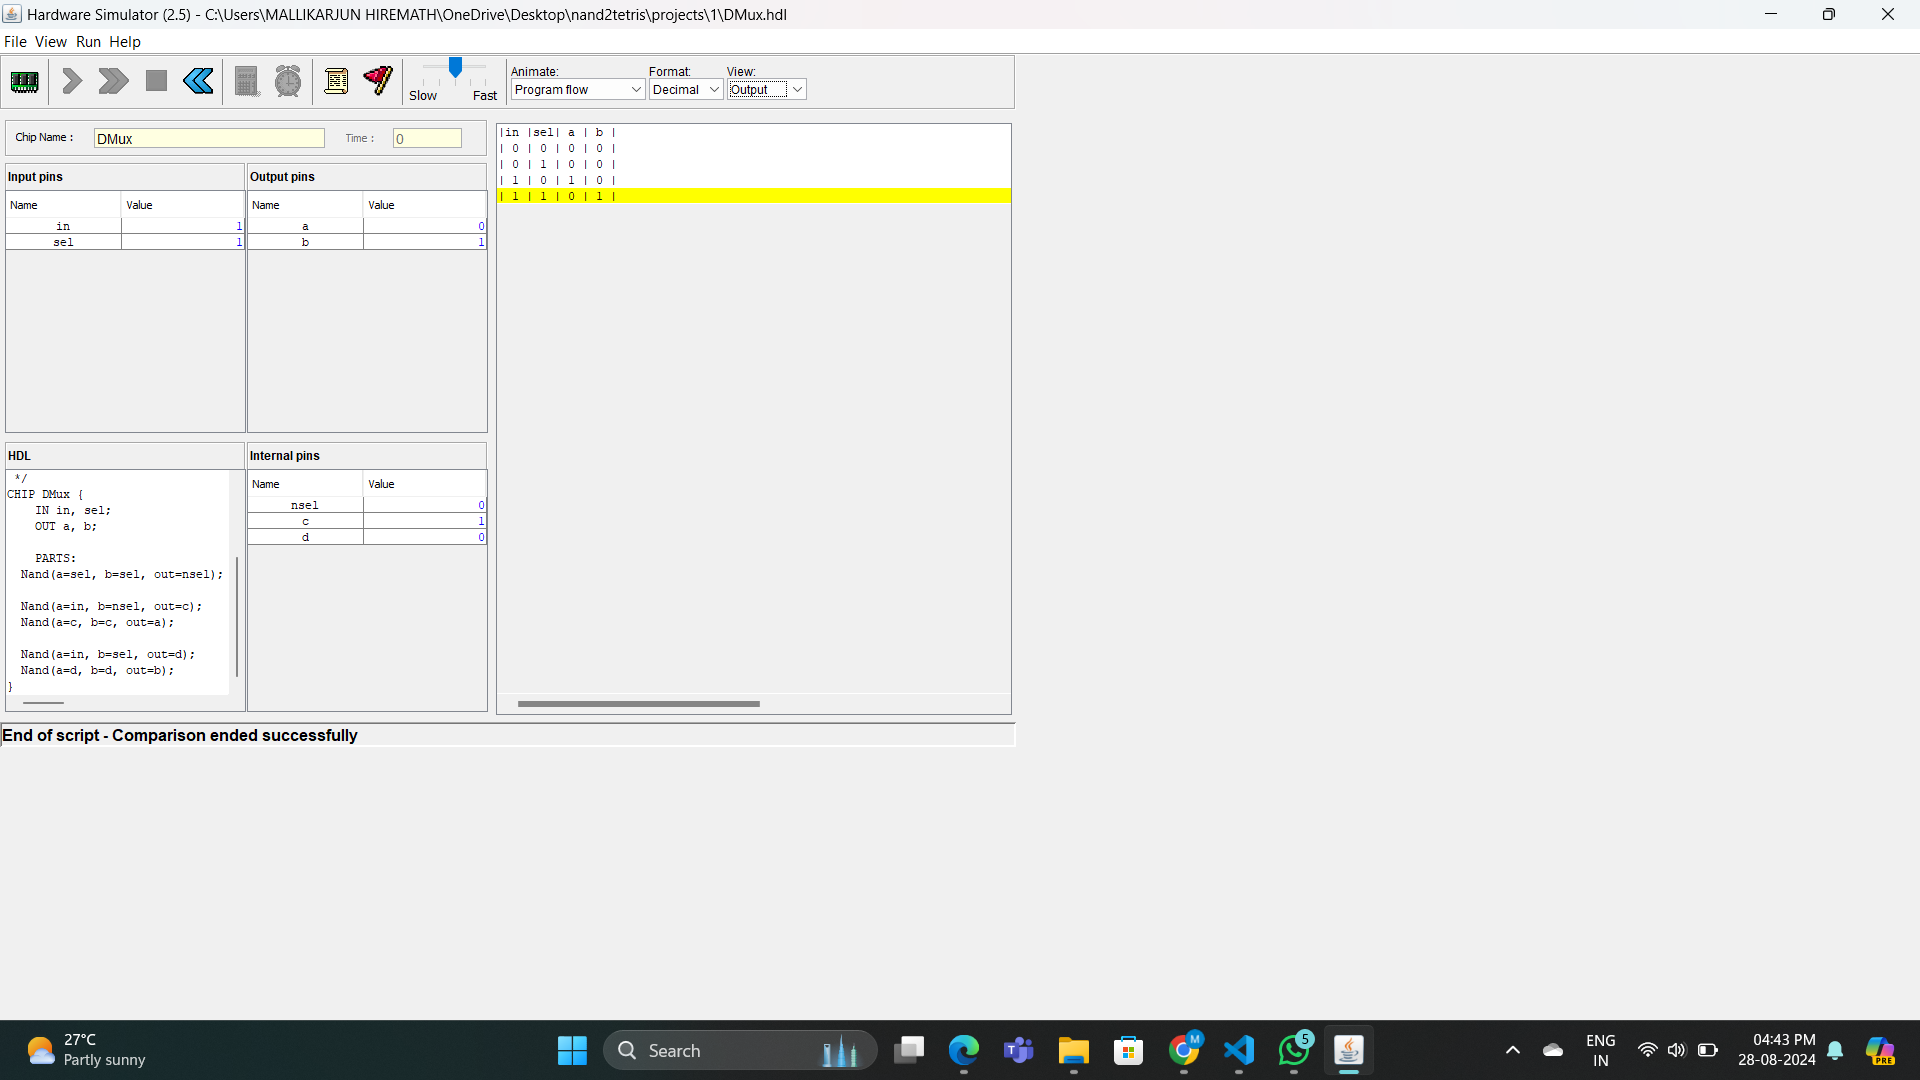 Hardware Simulator (2.5) - C:\Users\MALLIKARJUN HIREMATH\OneDrive\Desktop\nand2tetris\projects\1\DMux.hdl
File View Run Help
Slow Fast
Animate:
Program flow
Format:
Decimal
View:
Output
Chip Name :
DMux
Time :
0
Input pins
Name Value
in 1
sel 1
Output pins
Name Value
a 0
b 1
HDL
*/
CHIP DMux {
IN in, sel;
OUT a, b;
PARTS:
Nand(a=sel, b=sel, out=nsel);
Nand(a=in, b=nsel, out=c);
Nand(a=c, b=c, out=a);
Nand(a=in, b=sel, out=d);
Nand(a=d, b=d, out=b);
}
Internal pins
Name Value
nsel 0
c 1
d 0
|in |sel| a | b |
| 0 | 0 | 0 | 0 |
| 0 | 1 | 0 | 0 |
| 1 | 0 | 1 | 0 |
| 1 | 1 | 0 | 1 |
End of script - Comparison ended successfully
27°C
Partly sunny
Search
M
5
ENG
IN
04:43 PM
28-08-2024
PRE